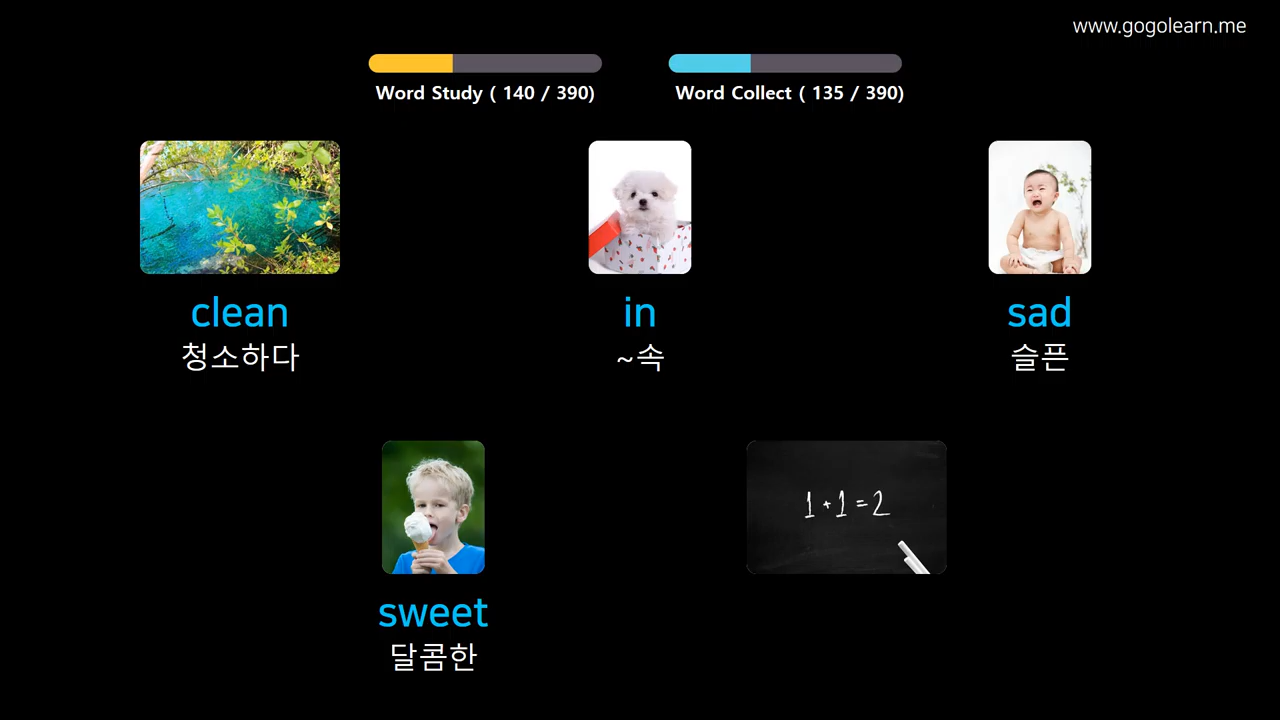 www.gogolearn.me
Word Study ( 140 / 390)
Word Collect ( 135 / 390)
clean
청소하다
in
~속
sad
슬픈
1+1=2
sweet
달콤한